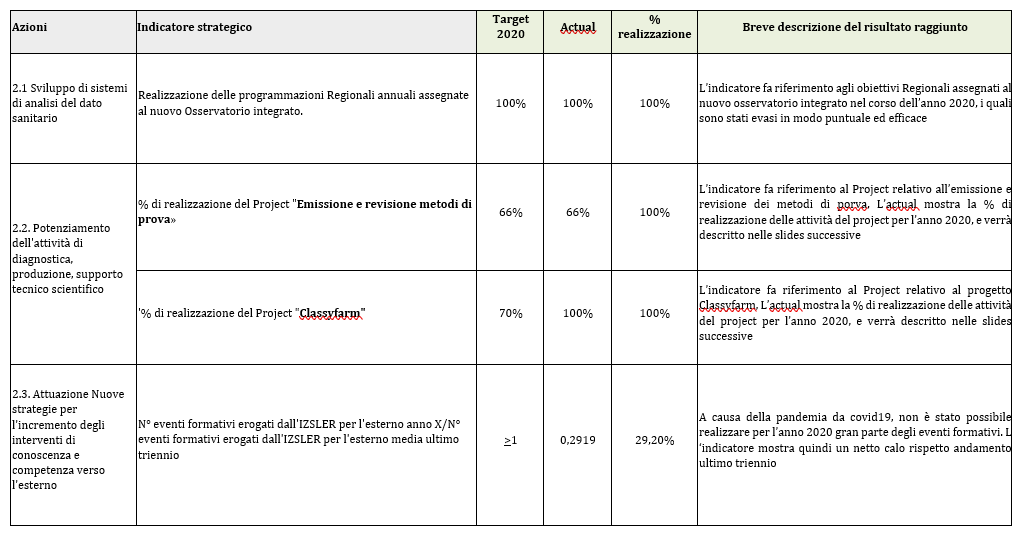 Azioni
Indicatore strategico
Target
2020
Actual
%
realizzazione
Breve descrizione del risultato raggiunto
2.1 Sviluppo di sistemi
di analisi del dato
sanitario
Realizzazione delle programmazioni Regionali annuali assegnate
al nuovo Osservatorio integrato.
100%
100%
100%
L'indicatore fa riferimento agli obiettivi Regionali assegnati al
nuovo osservatorio integrato nel corso dell'anno 2020, i quali
sono stati evasi in modo puntuale ed efficace
2.2. Potenziamento
dell'attività di
diagnostica,
produzione, supporto
tecnico scientifico
% di realizzazione del Project "Emissione e revisione metodi di
prova»
66%
66%
100%
L'indicatore fa riferimento al Project relativo all'emissione e
revisione dei metodi di porva. L'actual mostra la % di
realizzazione delle attività del project per l'anno 2020, e verrà
descritto nelle slides successive
'% di realizzazione del Project "Classyfarm"
70%
100%
100%
L'indicatore fa riferimento al Project relativo al progetto
Classyfarm. L'actual mostra la % di realizzazione delle attività
del project per l'anno 2020, e verrà descritto nelle slides
successive
2.3. Attuazione Nuove
strategie per
l'incremento degli
interventi di
conoscenza e
competenza verso
l'esterno
N° eventi formativi erogati dall'IZSLER per l'esterno anno X/N°
eventi formativi erogati dall'IZSLER per l'esterno media ultimo
triennio
≥1
0,2919
29,20%
A causa della pandemia da covid19, non è stato possibile
realizzare per l'anno 2020 gran parte degli eventi formativi. L
'indicatore mostra quindi un netto calo rispetto andamento
ultimo triennio